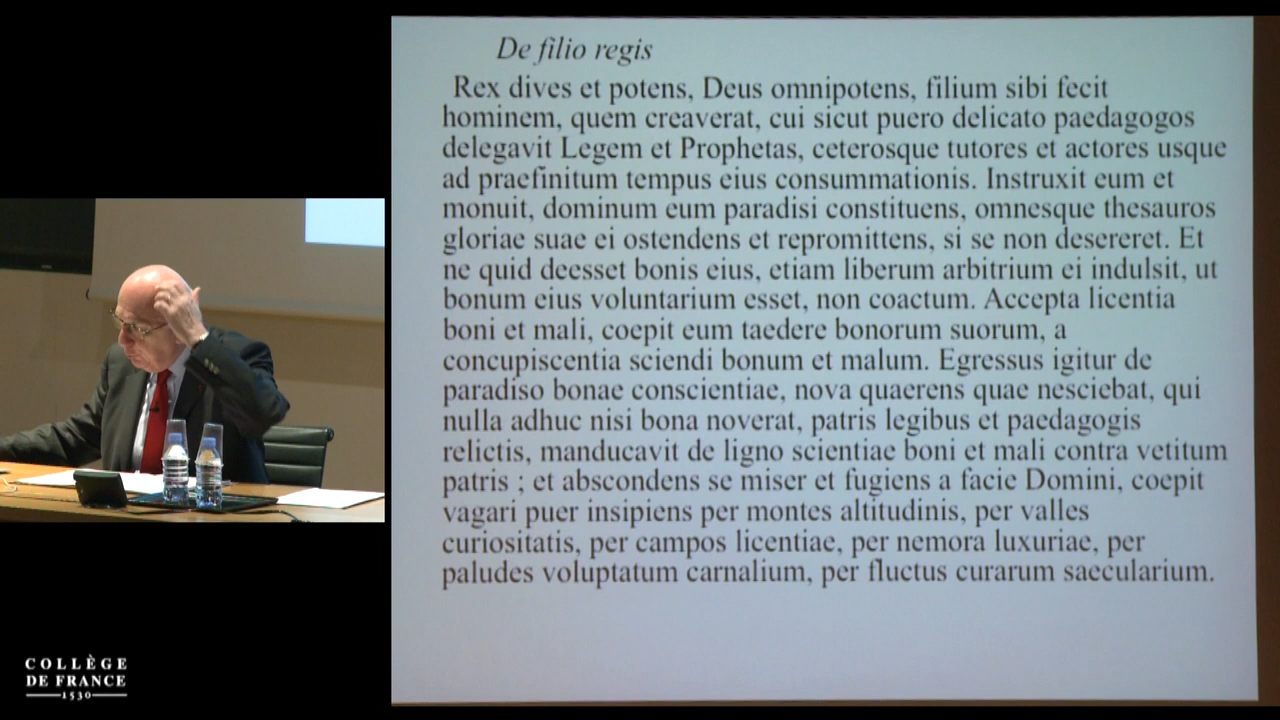 De filio regis
Rex dives et potens, Deus omnipotens, filium sibi fecit
hominem, quem creaverat, cui sicut puero delicato paedagogos
delegavit Legem et Prophetas, ceterosque tutores et actores usque
ad praefinitum tempus eius consummationis. Instruxit eum et
monuit, dominum eum paradisi constituens, omnesque thesauros
gloriae suae ei ostendens et repromittens, si se non desereret. Et
ne quid deesset bonis eius, etiam liberum arbitrium ei indulsit, ut
bonum eius voluntarium esset, non coactum. Accepta licentia
boni et mali, coepit eum taedere bonorum suorum, a
concupiscentia sciendi bonum et malum. Egressus igitur de
paradiso bonae conscientiae, nova quaerens quae nesciebat, qui
nulla adhuc nisi bona noverat, patris legibus et paedagogis
relictis, manducavit de ligno scientiae boni et mali contra vetitum
patris ; et abscondens se miser et fugiens a facie Domini, coepit
vagari puer insipiens per montes altitudinis, per valles
curiositatis, per campos licentiae, per nemora luxuriae, per
paludes voluptatum carnalium, per fluctus curarum saecularium.
COLLÈGE
DE FRANCE
1530